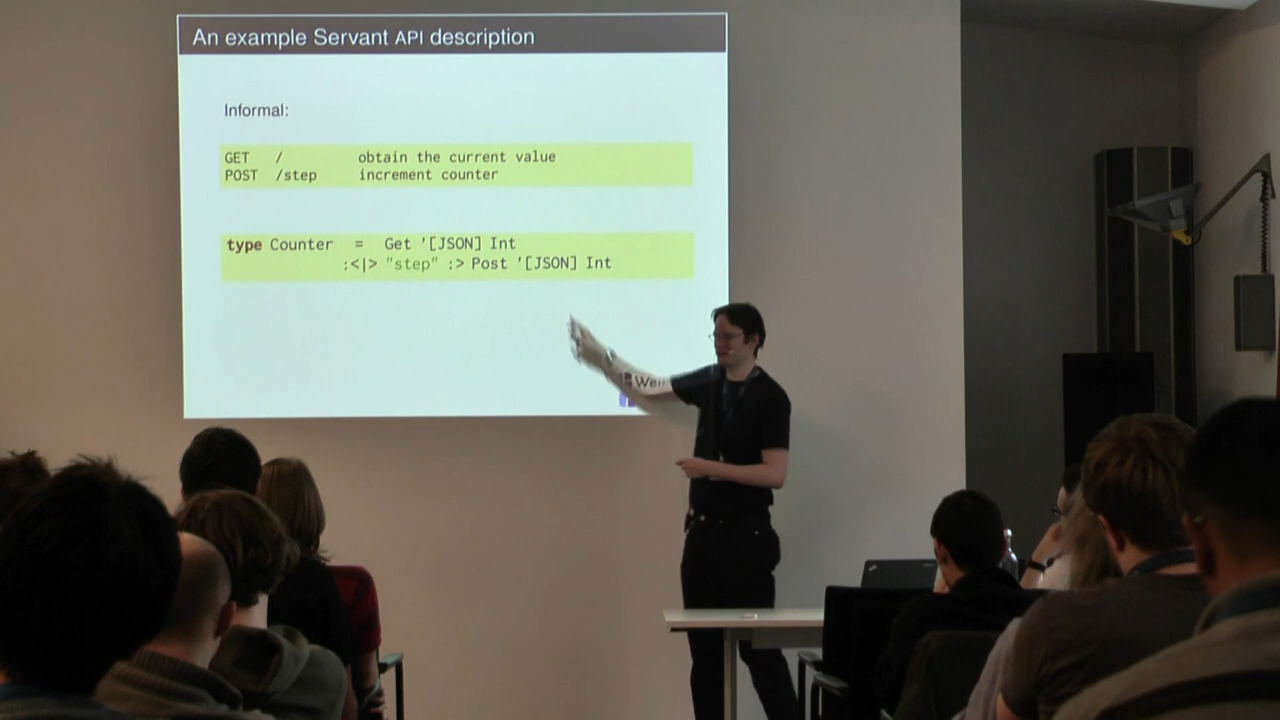 An example Servant API description
Informal:
GET / obtain the current value
POST /step increment counter
type Counter = Get '[JSON] Int
:<|> "step" :> Post '[JSON] Int